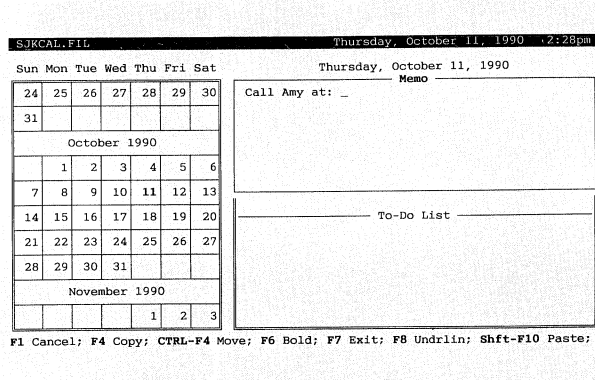 SJKCAL.FIL Thursday, October 11, 1990 2:28pm
Sun Mon Tue Wed Thu Fri Sat
24 25 26 27 28 29 30
31
October 1990
1 2 3 4 5 6
7 8 9 10 11 12 13
14 15 16 17 18 19 20
21 22 23 24 25 26 27
28 29 30 31
November 1990
1 2 3
Thursday, October 11, 1990
Memo
Call Amy at: _
To-Do List
F1 Cancel; F4 Copy; CTRL-F4 Move; F6 Bold; F7 Exit; F8 Undrlin; Shft-F10 Paste;